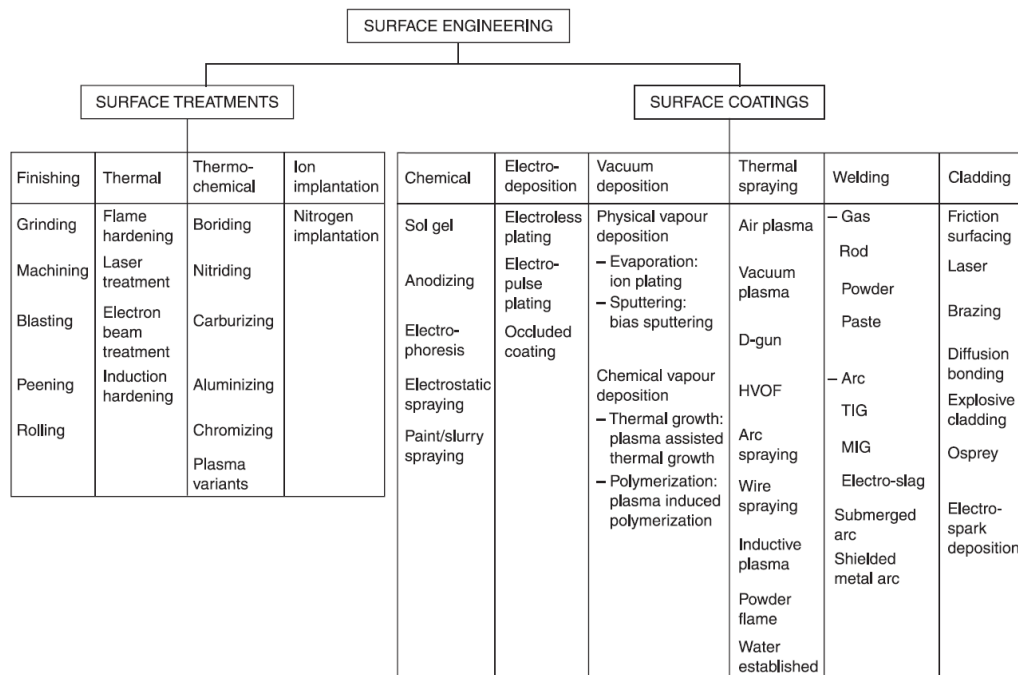 SURFACE ENGINEERING
SURFACE TREATMENTS
SURFACE COATINGS
Finishing
Grinding
Machining
Blasting
Peening
Rolling
Thermal
Flame
hardening
Laser
treatment
Electron
beam
treatment
Induction
hardening
Thermo-
chemical
Boriding
Nitriding
Carburizing
Aluminizing
Chromizing
Plasma
variants
Ion
implantation
Nitrogen
implantation
Chemical
Sol gel
Anodizing
Electro-
phoresis
Electrostatic
spraying
Paint/slurry
spraying
Electro-
deposition
Electroless
plating
Electro-
pulse
plating
Occluded
coating
Vacuum
deposition
Physical vapour
deposition
– Evaporation:
ion plating
– Sputtering:
bias sputtering
Chemical vapour
deposition
– Thermal growth:
plasma assisted
thermal growth
– Polymerization:
plasma induced
polymerization
Thermal
spraying
Air plasma
Vacuum
plasma
D-gun
HVOF
Arc
spraying
Wire
spraying
Inductive
plasma
Powder
flame
Water
established
Welding
– Gas
Rod
Powder
Paste
– Arc
TIG
MIG
Electro-slag
Submerged
arc
Shielded
metal arc
Cladding
Friction
surfacing
Laser
Brazing
Diffusion
bonding
Explosive
cladding
Osprey
Electro-
spark
deposition